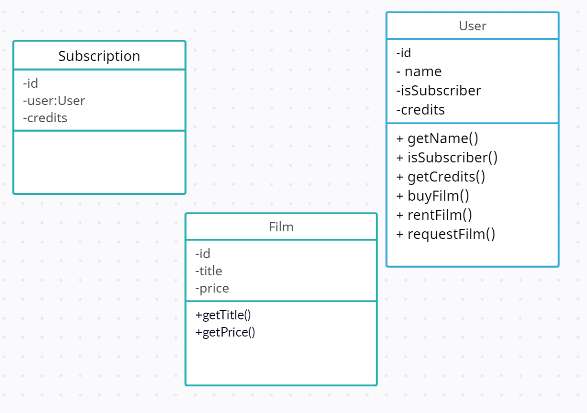 Subscription
-id
-user:User
-credits
User
-id
- name
-isSubscriber
-credits
+ getName()
+ isSubscriber()
+ getCredits()
+ buyFilm()
+ rentFilm()
+ requestFilm()
Film
-id
-title
-price
+getTitle()
+getPrice()